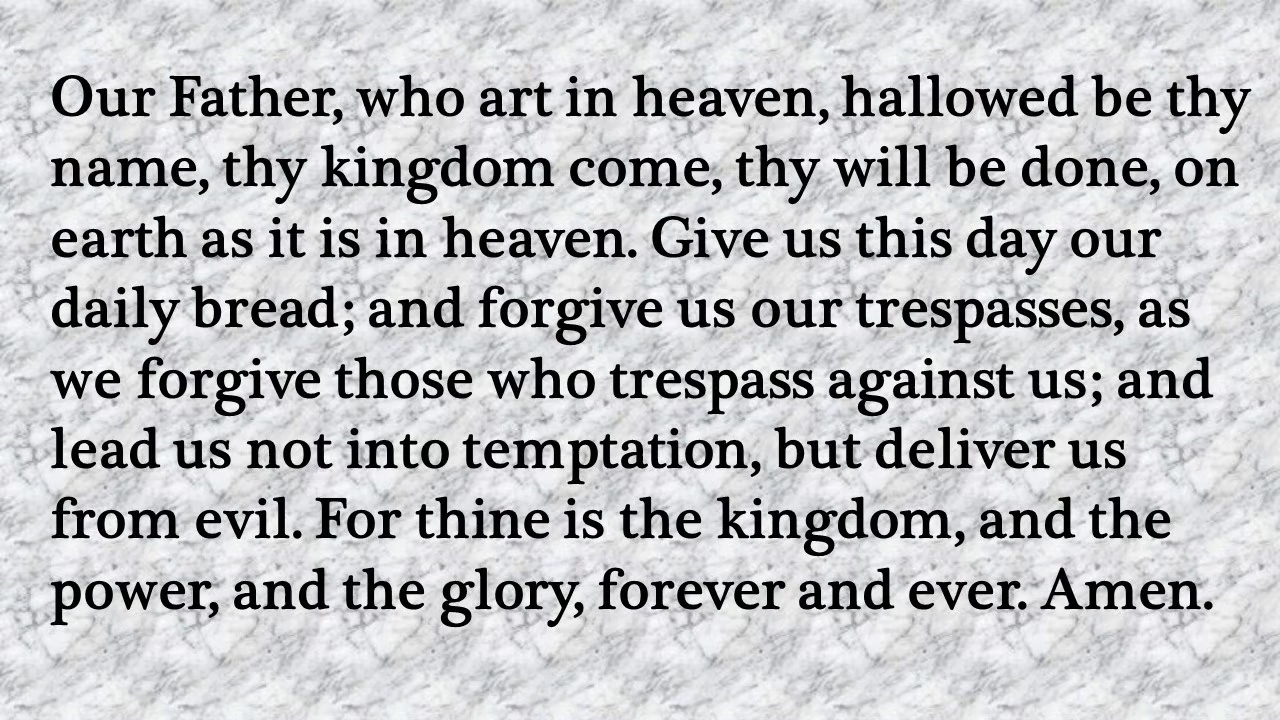 Our Father, who art in heaven, hallowed be thy
name, thy kingdom come, thy will be done, on
earth as it is in heaven. Give us this day our
daily bread; and forgive us our trespasses, as
we forgive those who trespass against us; and
lead us not into temptation, but deliver us
from evil. For thine is the kingdom, and the
power, and the glory, forever and ever. Amen.